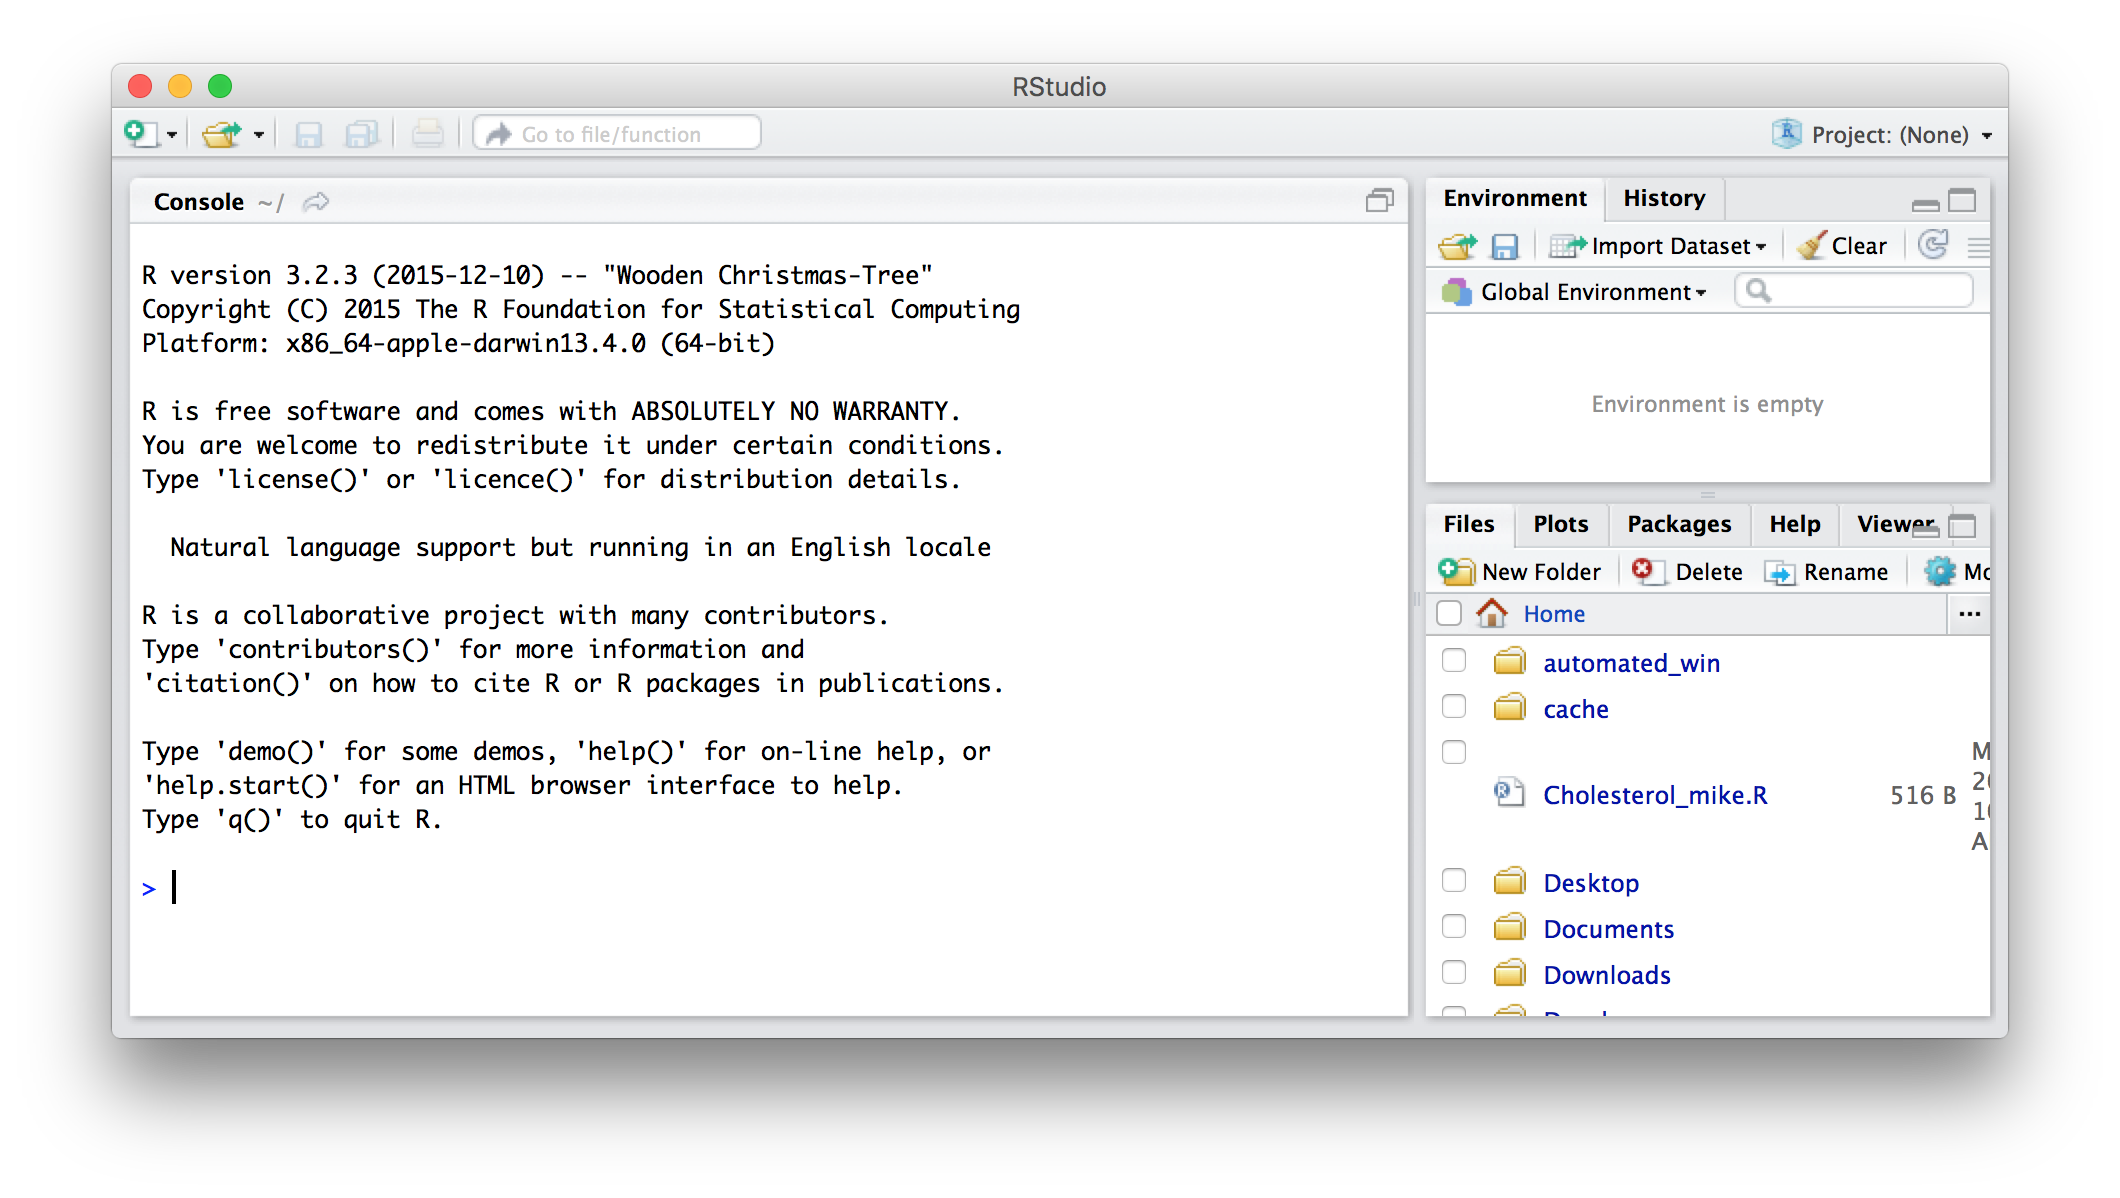 RStudio
Go to file/function
Project: (None)
Console ~/
R version 3.2.3 (2015-12-10) -- "Wooden Christmas-Tree"
Copyright (C) 2015 The R Foundation for Statistical Computing
Platform: x86_64-apple-darwin13.4.0 (64-bit)
R is free software and comes with ABSOLUTELY NO WARRANTY.
You are welcome to redistribute it under certain conditions.
Type 'license()' or 'licence()' for distribution details.
Natural language support but running in an English locale
R is a collaborative project with many contributors.
Type 'contributors()' for more information and
'citation()' on how to cite R or R packages in publications.
Type 'demo()' for some demos, 'help()' for on-line help, or
'help.start()' for an HTML browser interface to help.
Type 'q()' to quit R.
>
Environment History
Import Dataset Clear
Global Environment
Environment is empty
Files Plots Packages Help Viewer
New Folder Delete Rename
Home ...
automated_win
cache
Cholesterol_mike.R 516 B
Desktop
Documents
Downloads